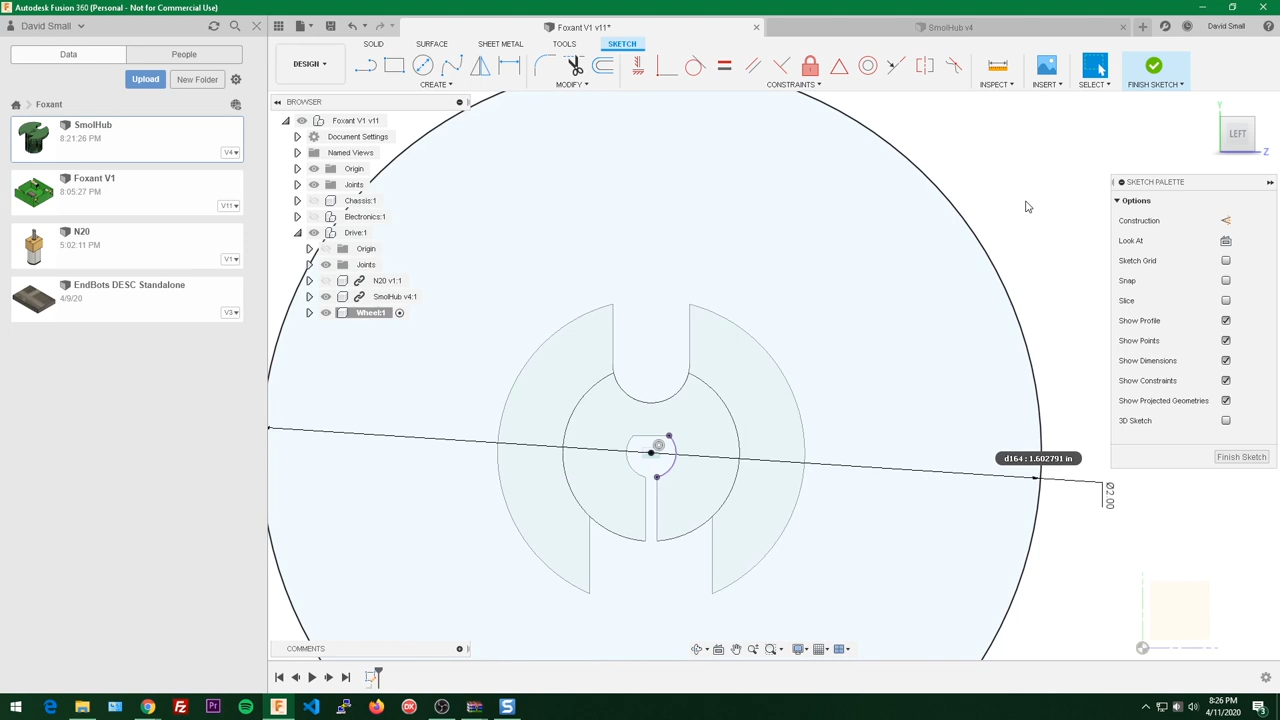 Autodesk Fusion 360 (Personal - Not for Commercial Use)
David Small
Foxant V1 v11*
SmolHub v4
David Small
Data
People
Upload
New Folder
Foxant
SmolHub
8:21:26 PM
V4
Foxant V1
8:05:27 PM
V11
N20
5:02:11 PM
V1
EndBots DESC Standalone
4/9/20
V3
SOLID
SURFACE
SHEET METAL
TOOLS
SKETCH
DESIGN
CREATE
MODIFY
CONSTRAINTS
INSPECT
INSERT
SELECT
FINISH SKETCH
BROWSER
Foxant V1 v11
Document Settings
Named Views
Origin
Joints
Chassis:1
Electronics:1
Drive:1
Origin
Joints
N20 v1:1
SmolHub v4:1
Wheel:1
Y
LEFT
Z
SKETCH PALETTE
Options
Construction
Look At
Sketch Grid
Snap
Slice
Show Profile
Show Points
Show Dimensions
Show Constraints
Show Projected Geometries
3D Sketch
Finish Sketch
d164 : 1.602791 in
Ø2.00
COMMENTS
8:26 PM
4/11/2020